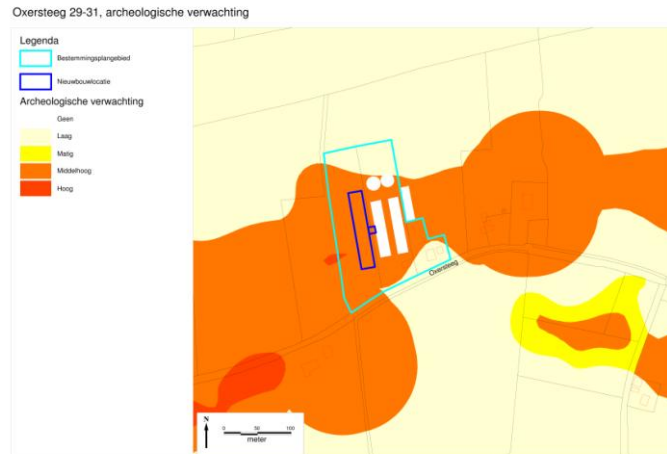 Oxersteeg 29-31, archeologische verwachting
Legenda
Bestemmingsplangebied
Nieuwbouwlocatie
Archeologische verwachting
Geen
Laag
Matig
Middelhoog
Hoog
Oxersteeg
N
0 50 100
meter